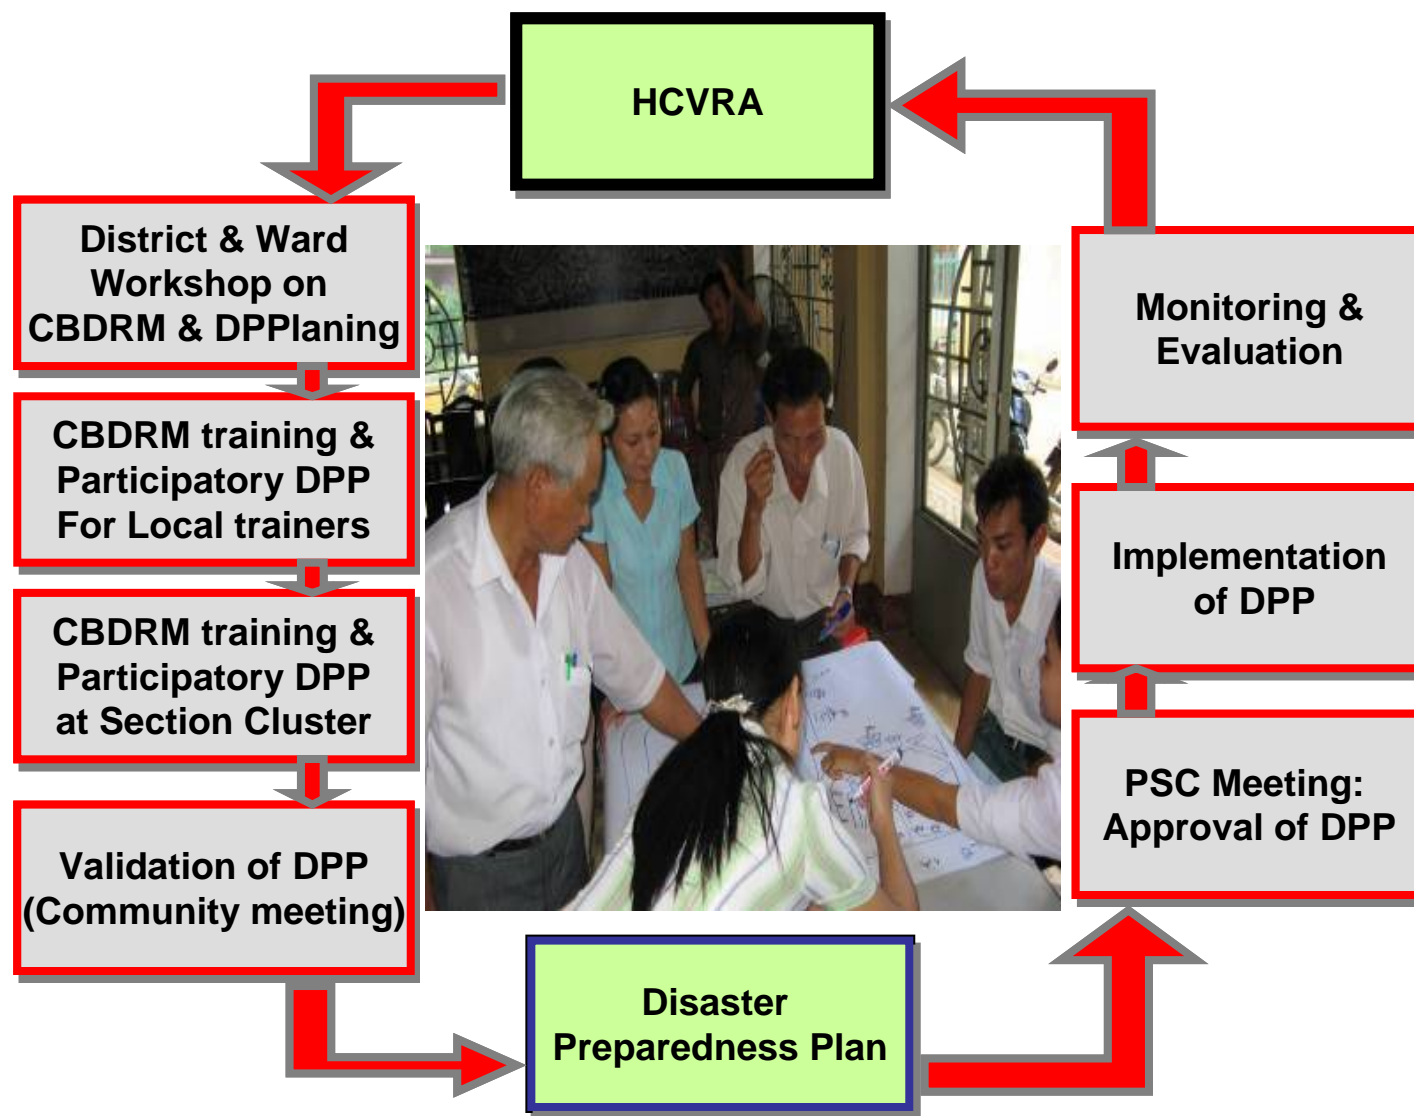 HCVRA
District & Ward
Workshop on
CBDRM & DPPlaning
CBDRM training &
Participatory DPP
For Local trainers
CBDRM training &
Participatory DPP
at Section Cluster
Validation of DPP
(Community meeting)
Disaster
Preparedness Plan
PSC Meeting:
Approval of DPP
Implementation
of DPP
Monitoring &
Evaluation